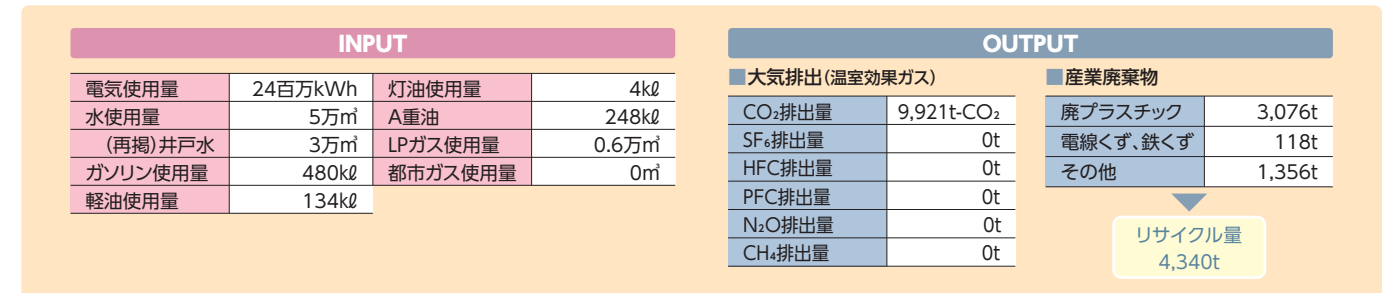 INPUT
電気使用量 24百万kWh 灯油使用量 4kℓ
水使用量 5万㎥ A重油 248kℓ
(再掲)井戸水 3万㎥ LPガス使用量 0.6万㎥
ガソリン使用量 480kℓ 都市ガス使用量 0㎥
軽油使用量 134kℓ
OUTPUT
■大気排出(温室効果ガス)
CO₂排出量 9,921t-CO₂
SF₆排出量 0t
HFC排出量 0t
PFC排出量 0t
N₂O排出量 0t
CH₄排出量 0t
■産業廃棄物
廃プラスチック 3,076t
電線くず、鉄くず 118t
その他 1,356t
リサイクル量
4,340t